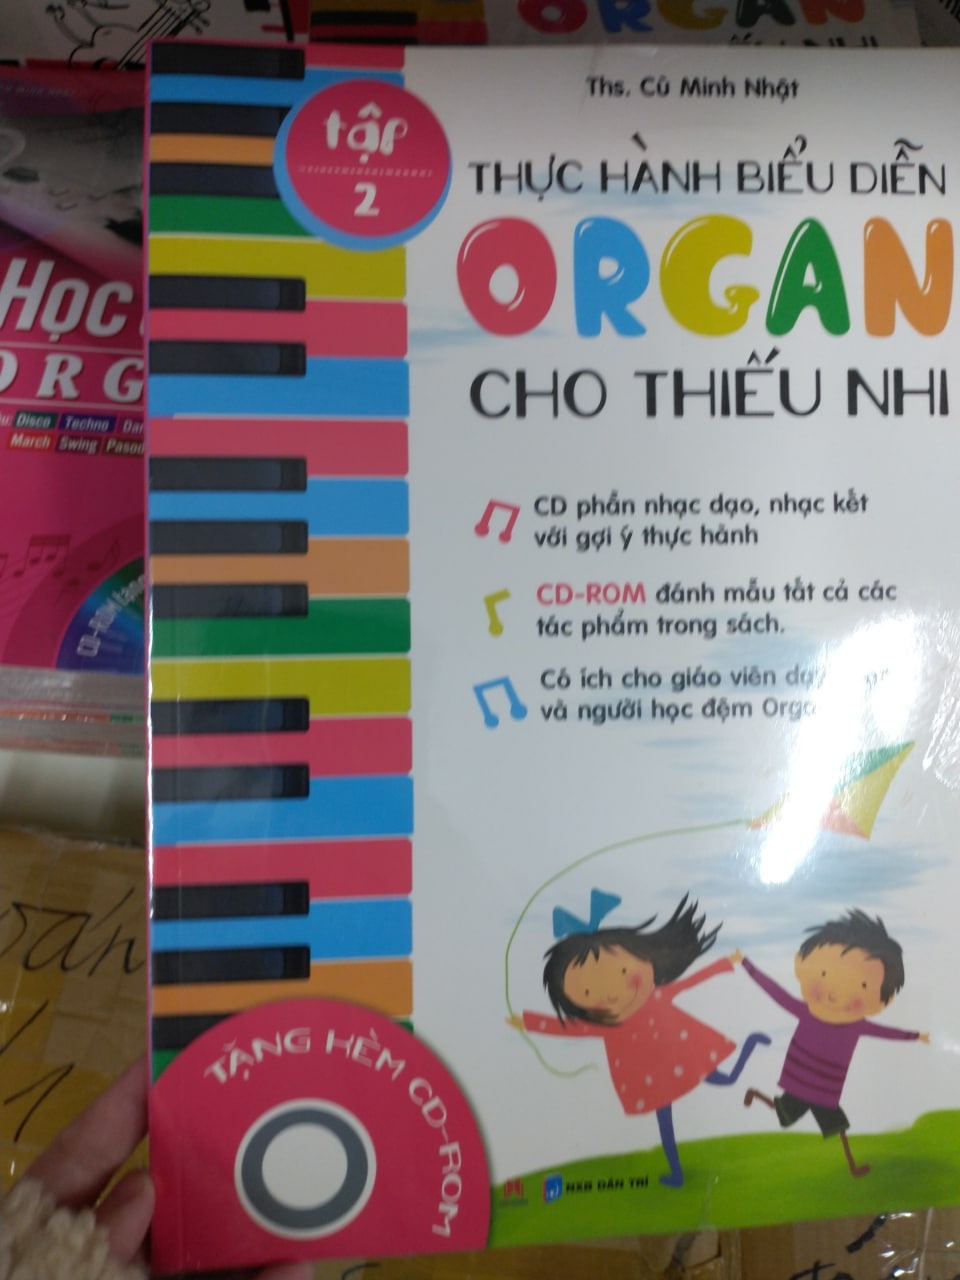 ORGAN
Ths. Cù Minh Nhật
tập
2
THỰC HÀNH BIỂU DIỄN
ORGAN
CHO THIẾU NHI
CD phần nhạc dạo, nhạc kết
với gợi ý thực hành
CD-ROM đánh mẫu tất cả các
tác phẩm trong sách.
Có ích cho giáo viên
và người học đệm
TẶNG KÈM CD-ROM
NXB DÂN TRÍ
Học
ORG
Disco Techno
March Swing
CD-ROM